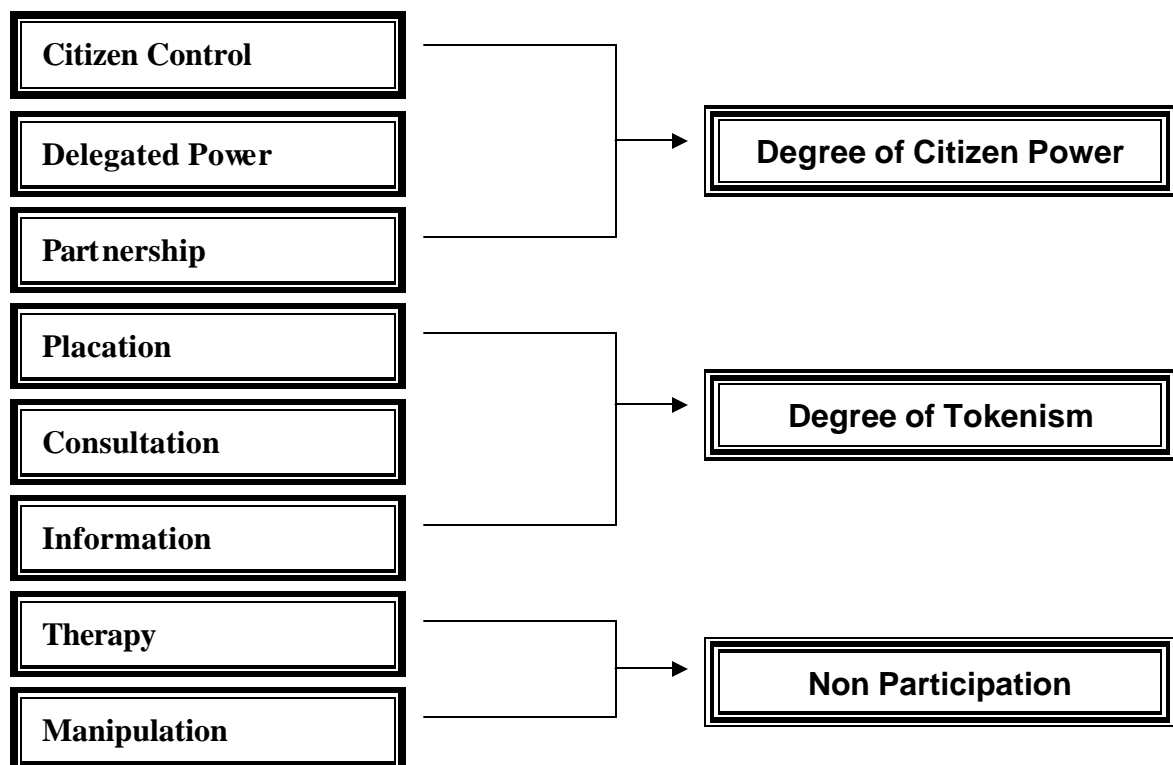 Citizen Control
Delegated Power
Partnership
Placation
Consultation
Information
Therapy
Manipulation
Degree of Citizen Power
Degree of Tokenism
Non Participation